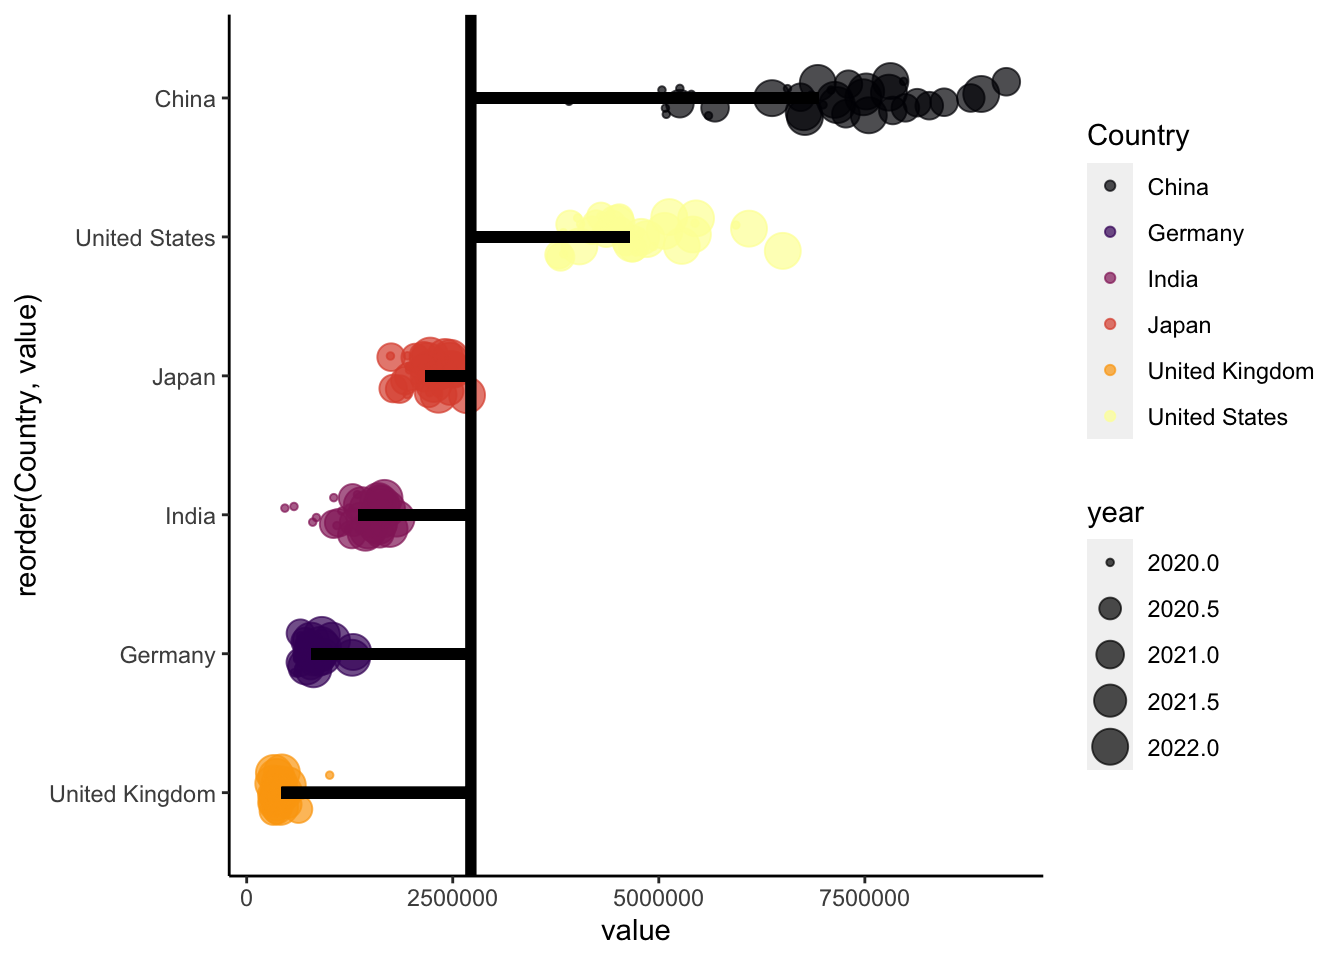 China
United States
Japan
India
Germany
United Kingdom
reorder(Country, value)
0
2500000
5000000
7500000
value
Country
China
Germany
India
Japan
United Kingdom
United States
year
2020.0
2020.5
2021.0
2021.5
2022.0